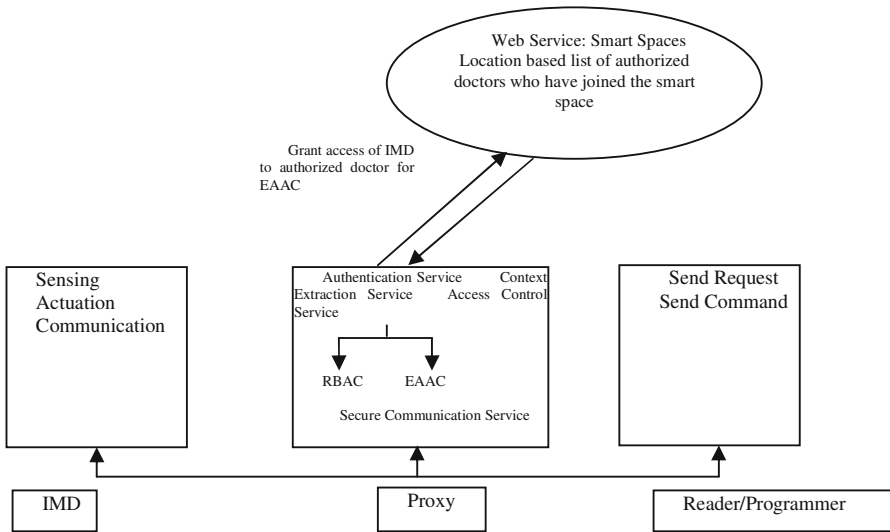 Web Service: Smart Spaces
Location based list of authorized
doctors who have joined the smart
space
Grant access of IMD
to authorized doctor for
EAAC
Sensing
Actuation
Communication
Authentication Service Context
Extraction Service Access Control
Service
RBAC EAAC
Secure Communication Service
Send Request
Send Command
IMD
Proxy
Reader/Programmer